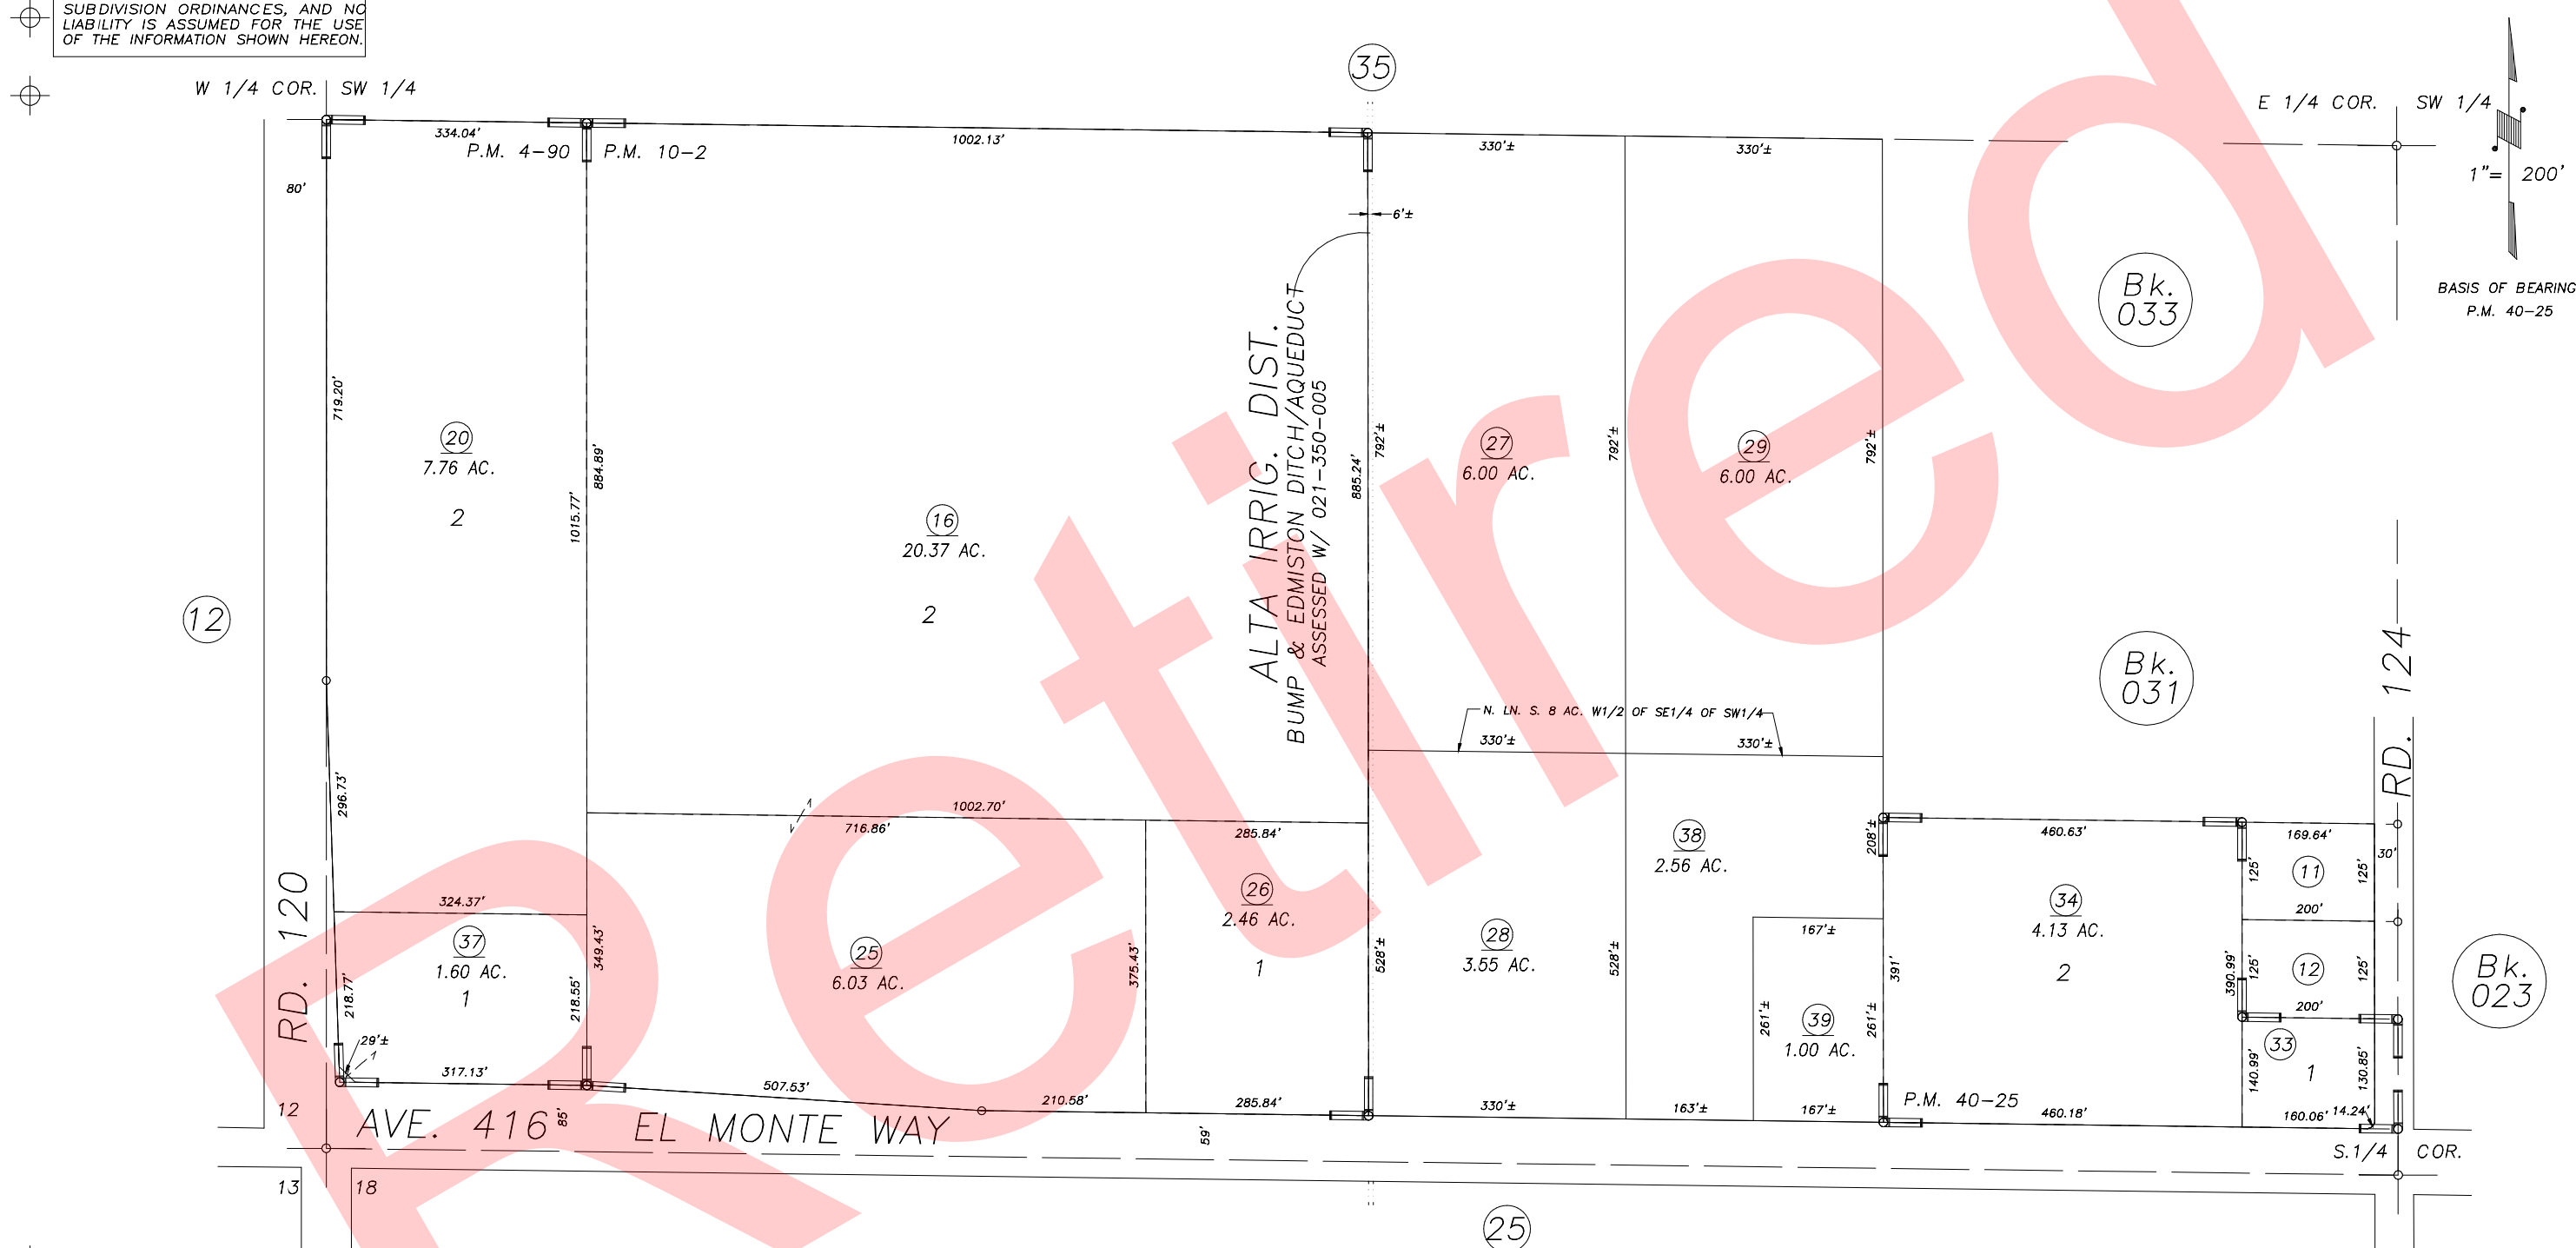 SUBDIVISION ORDINANCES, AND NO
LIABILITY IS ASSUMED FOR THE USE
OF THE INFORMATION SHOWN HEREON.
35
W 1/4 COR.
SW 1/4
E 1/4 COR.
SW 1/4
334.04'
1002.13'
330'±
330'±
P.M. 4-90
P.M. 10-2
1"= 200'
80'
6'±
BASIS OF BEARING
P.M. 40-25
Bk.
033
719.20'
20
7.76 AC.
2
884.89'
1015.77'
16
20.37 AC.
2
ALTA IRRIG. DIST.
BUMP & EDMISTON DITCH/AQUEDUCT
ASSESSED W/ 021-350-005
885.24'
792'±
27
6.00 AC.
792'±
29
6.00 AC.
792'±
12
Bk.
031
RD. 124
N. LN. S. 8 AC. W1/2 OF SE1/4 OF SW1/4
330'±
330'±
296.73'
1002.70'
716.86'
285.84'
38
2.56 AC.
208'±
460.63'
169.64'
30'
RD. 120
324.37'
37
1.60 AC.
1
218.77'
218.55'
349.43'
25
6.03 AC.
375.43'
26
2.46 AC.
1
528'±
28
3.55 AC.
528'±
167'±
39
1.00 AC.
261'±
261'±
391'
34
4.13 AC.
2
390.99'
125'
11
125'
200'
125'
12
125'
200'
33
1
140.99'
130.85'
Bk.
023
29'±
1
317.13'
507.53'
210.58'
285.84'
330'±
163'±
167'±
P.M. 40-25
460.18'
160.06'
14.24'
12
AVE. 416
85'
EL MONTE WAY
59'
S.1/4 COR.
13
18
25
Retired